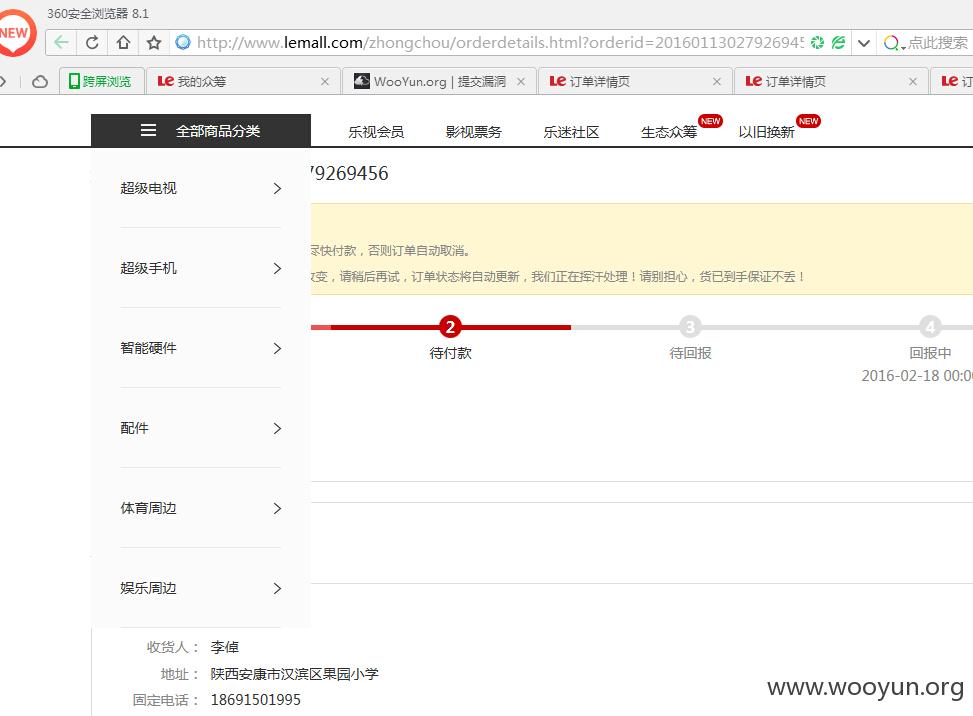 360安全浏览器 8.1
NEW
http://www.lemall.com/zhongchou/orderdetails.html?orderid=2016011302792694
点此搜索
跨屏浏览
Le 我的众筹
WooYun.org | 提交漏洞
Le 订单详情页
Le 订单详情页
Le 订
全部商品分类
乐视会员
影视票务
乐迷社区
生态众筹 NEW
以旧换新 NEW
79269456
超级电视
尽快付款，否则订单自动取消。
改变，请稍后再试，订单状态将自动更新，我们正在挥汗处理！请别担心，货已到手保证不丢！
超级手机
2
3
4
待付款
待回报
回报中
2016-02-18 00:0
智能硬件
配件
体育周边
娱乐周边
收货人： 李倬
地址： 陕西安康市汉滨区果园小学
固定电话： 18691501995
www.wooyun.org